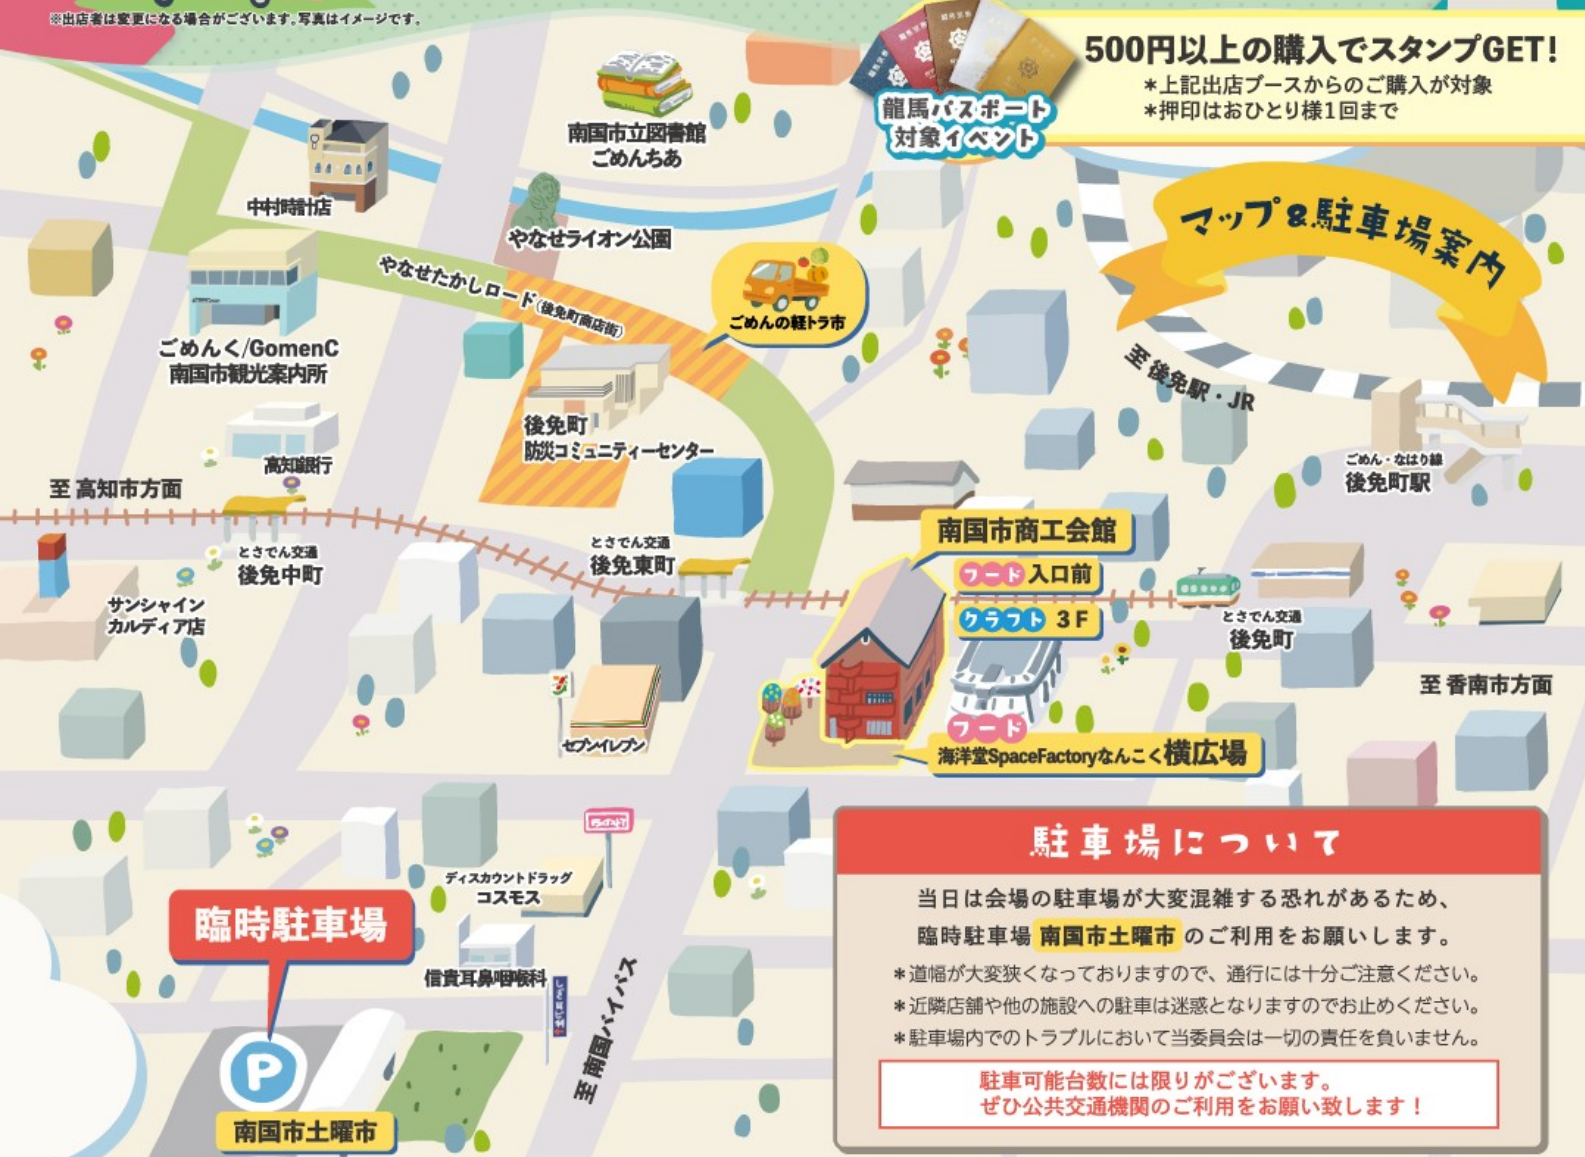 ※出店者は変更になる場合がございます。写真はイメージです。
500円以上の購入でスタンプGET!
*上記出店ブースからのご購入が対象
*押印はおひとり様1回まで
龍馬パスポート
対象イベント
マップ&駐車場案内
南国市立図書館
ごめんちあ
中村時計店
やなせライオン公園
やなせたかしロード(後免町商店街)
ごめんの軽トラ市
ごめんく/GomenC
南国市観光案内所
後免町
防災コミュニティーセンター
高知銀行
至 後免駅・JR
ごめん・なはり線
後免町駅
至 高知市方面
とさでん交通
後免中町
とさでん交通
後免東町
南国市商工会館
フード 入口前
クラフト 3F
とさでん交通
後免町
サンシャイン
カルディア店
至 香南市方面
7
セブンイレブン
フード
海洋堂SpaceFactoryなんこく横広場
ディスカウントドラッグ
コスモス
信貴耳鼻咽喉科
至 南国バイパス
臨時駐車場
P
南国市土曜市
駐車場について
当日は会場の駐車場が大変混雑する恐れがあるため、
臨時駐車場 南国市土曜市 のご利用をお願いします。
*道幅が大変狭くなっておりますので、通行には十分ご注意ください。
*近隣店舗や他の施設への駐車は迷惑となりますのでお止めください。
*駐車場内でのトラブルにおいて当委員会は一切の責任を負いません。
駐車可能台数には限りがございます。
ぜひ公共交通機関のご利用をお願い致します!